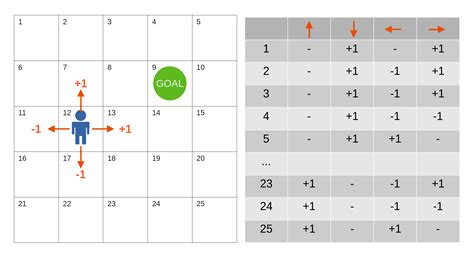 1 2 3 4 5
6 7 8 9 10
+1 GOAL
11 12 13 14 15
-1 +1
16 17 18 19 20
-1
21 22 23 24 25
↑ ↓ ← →
1 - +1 - +1
2 - +1 -1 +1
3 - +1 -1 +1
4 - +1 -1 -1
5 - +1 +1 -
...
23 +1 - -1 +1
24 +1 - -1 -1
25 +1 - +1 -